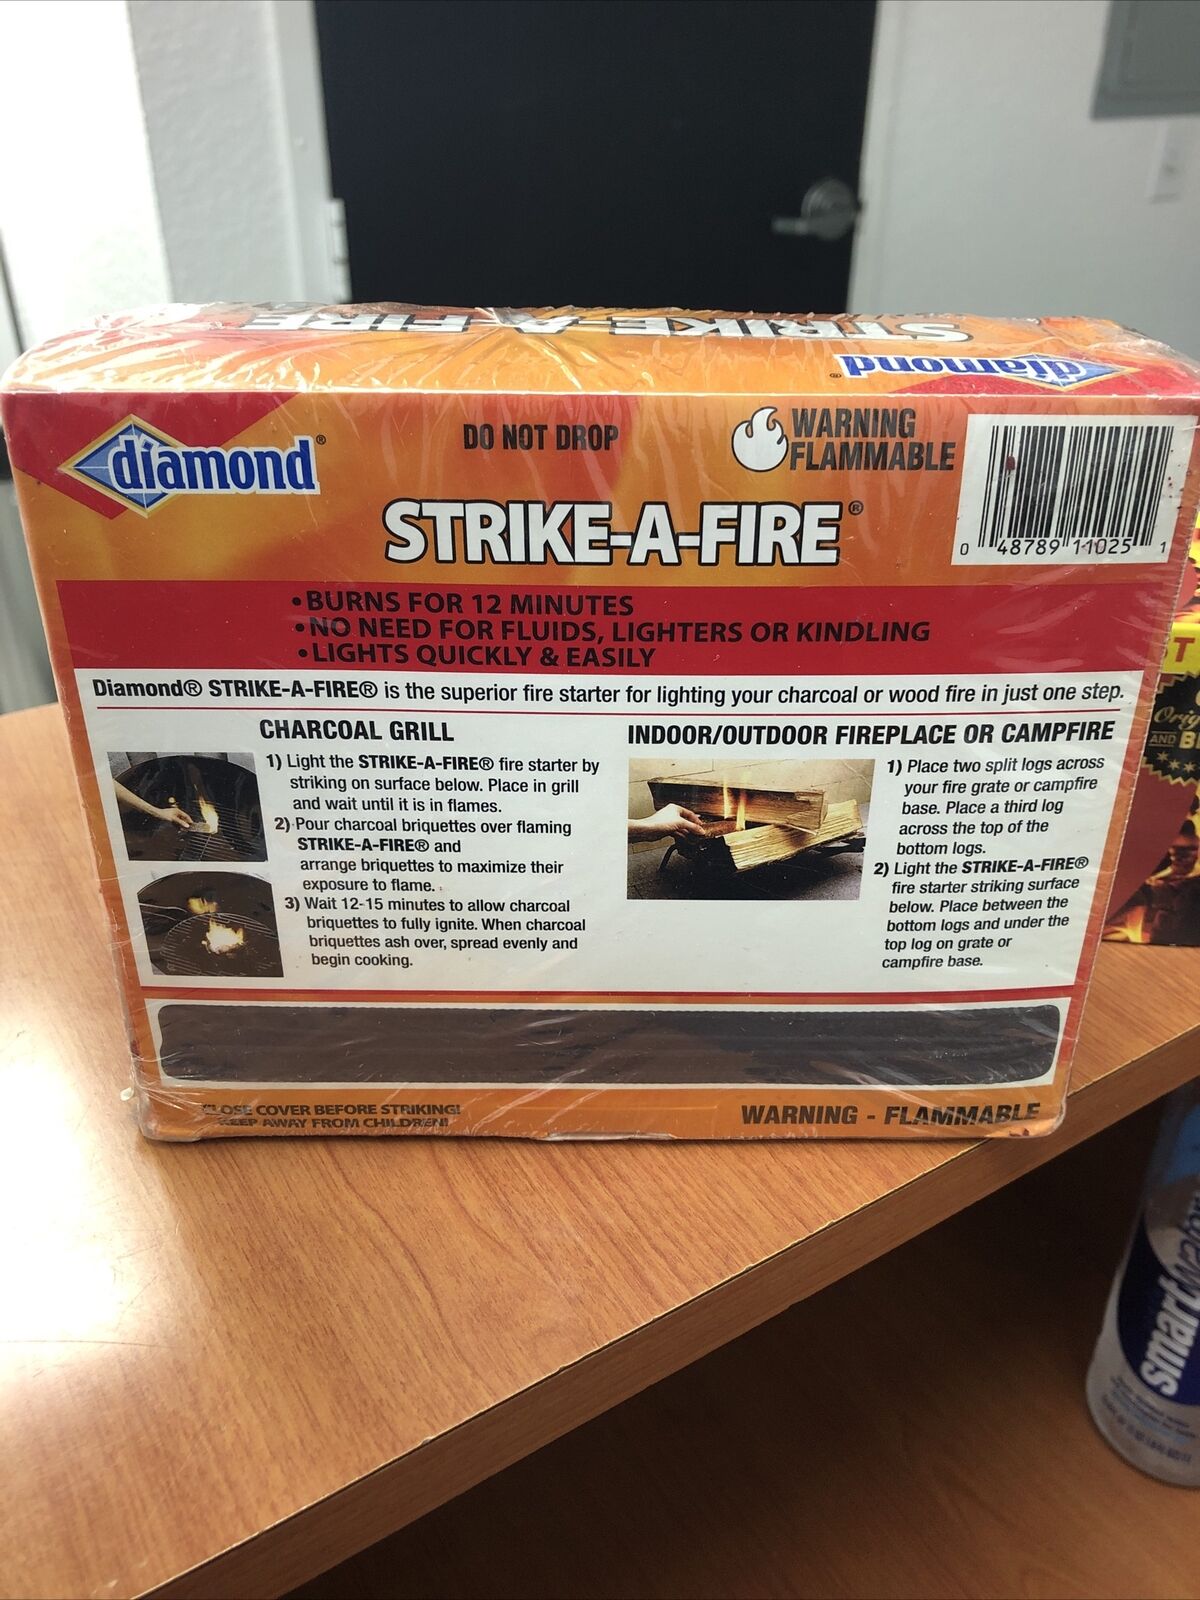 STRIKE-A-FIRE
diamond®
diamond®
DO NOT DROP
WARNING
FLAMMABLE
STRIKE-A-FIRE®
0 48789 11025 1
•BURNS FOR 12 MINUTES
•NO NEED FOR FLUIDS, LIGHTERS OR KINDLING
•LIGHTS QUICKLY & EASILY
Diamond® STRIKE-A-FIRE® is the superior fire starter for lighting your charcoal or wood fire in just one step.
CHARCOAL GRILL
1) Light the STRIKE-A-FIRE® fire starter by
striking on surface below. Place in grill
and wait until it is in flames.
2) Pour charcoal briquettes over flaming
STRIKE-A-FIRE® and
arrange briquettes to maximize their
exposure to flame.
3) Wait 12-15 minutes to allow charcoal
briquettes to fully ignite. When charcoal
briquettes ash over, spread evenly and
begin cooking.
INDOOR/OUTDOOR FIREPLACE OR CAMPFIRE
1) Place two split logs across
your fire grate or campfire
base. Place a third log
across the top of the
bottom logs.
2) Light the STRIKE-A-FIRE®
fire starter striking surface
below. Place between the
bottom logs and under the
top log on grate or
campfire base.
CLOSE COVER BEFORE STRIKING!
KEEP AWAY FROM CHILDREN!
WARNING - FLAMMABLE
AND
smart